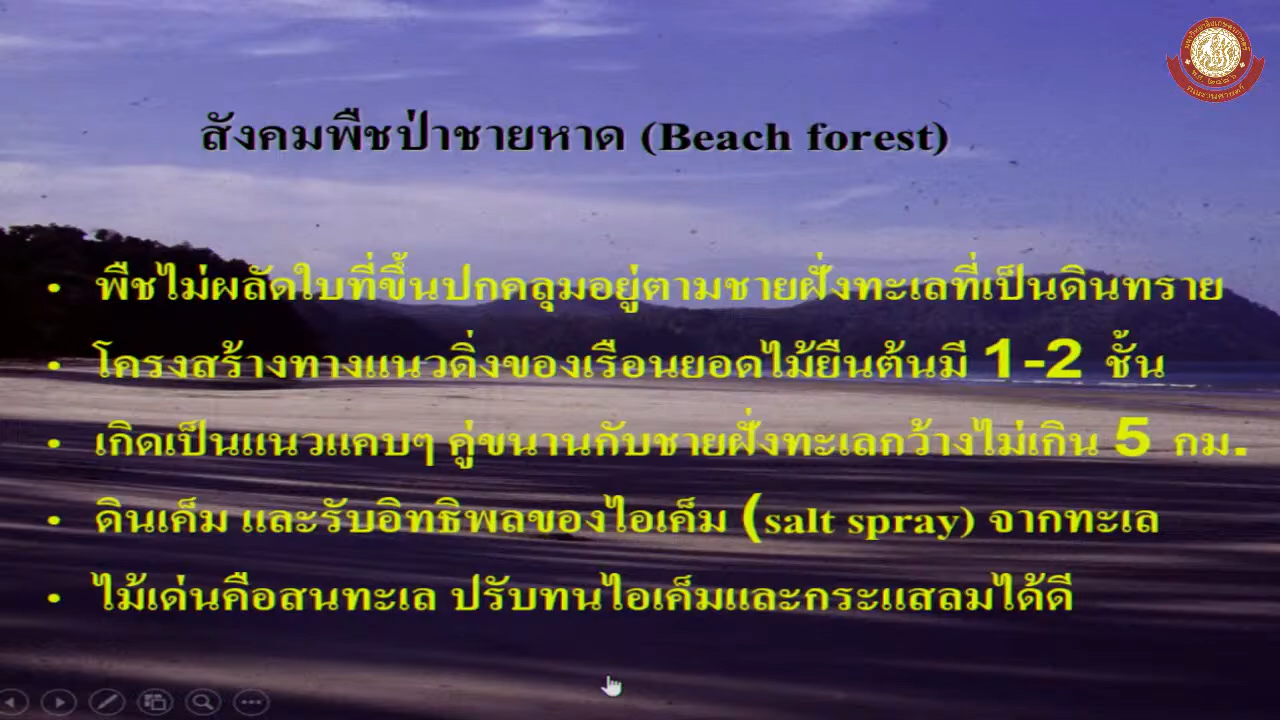 สังคมพืชป่าชายหาด (Beach forest)
• พืชไม่ผลัดใบที่ขึ้นปกคลุมอยู่ตามชายฝั่งทะเลที่เป็นดินทราย
• โครงสร้างทางแนวดิ่งของเรือนยอดไม้ยืนต้นมี 1-2 ชั้น
• เกิดเป็นแนวแคบๆ คู่ขนานกับชายฝั่งทะเลกว้างไม่เกิน 5 กม.
• ดินเค็ม และรับอิทธิพลของไอเค็ม (salt spray) จากทะเล
• ไม้เด่นคือสนทะเล ปรับทนไอเค็มและกระแสลมได้ดี